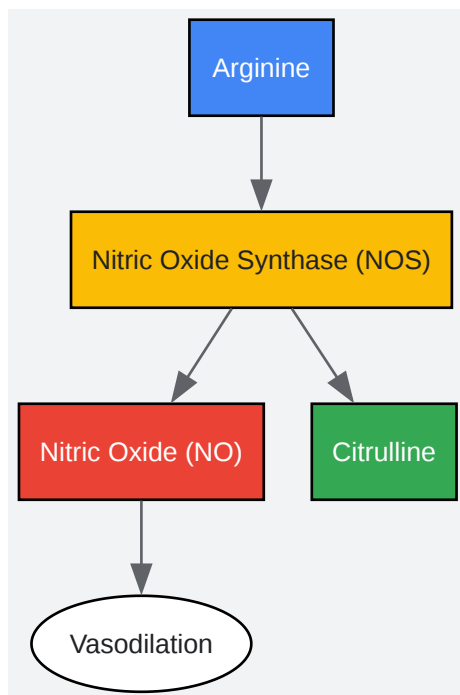 Arginine
Nitric Oxide Synthase (NOS)
Nitric Oxide (NO)
Citrulline
Vasodilation